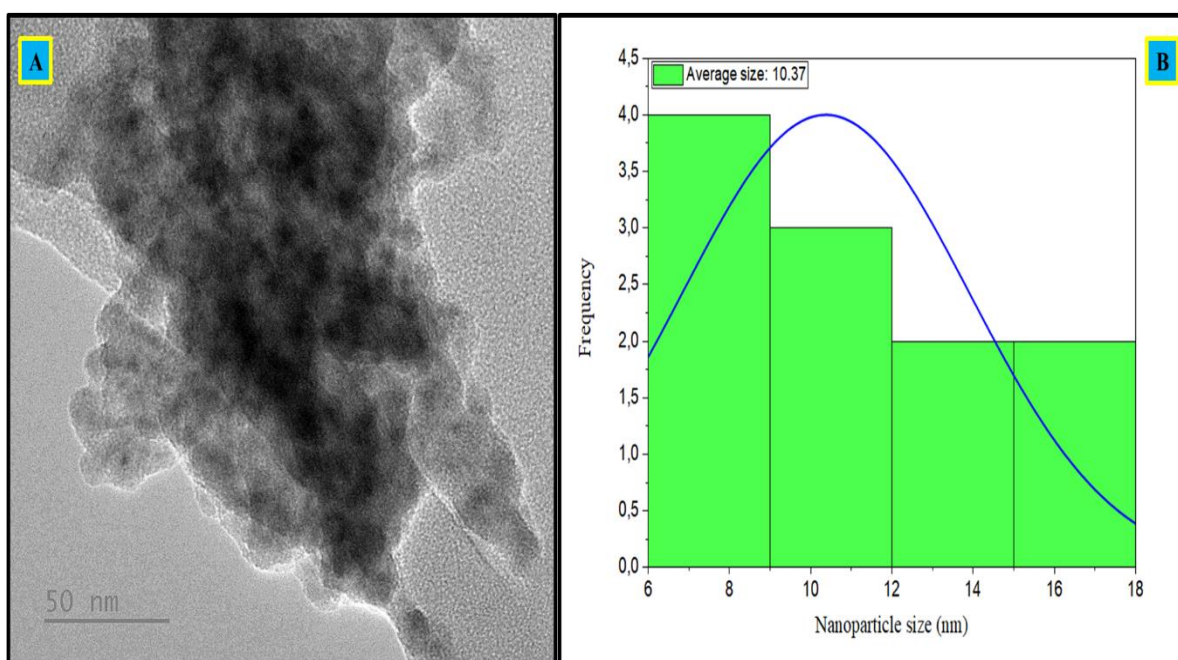 A
50 nm
B
Average size: 10.37
4,5
4,0
3,5
3,0
2,5
2,0
1,5
1,0
0,5
0,0
Frequency
6 8 10 12 14 16 18
Nanoparticle size (nm)